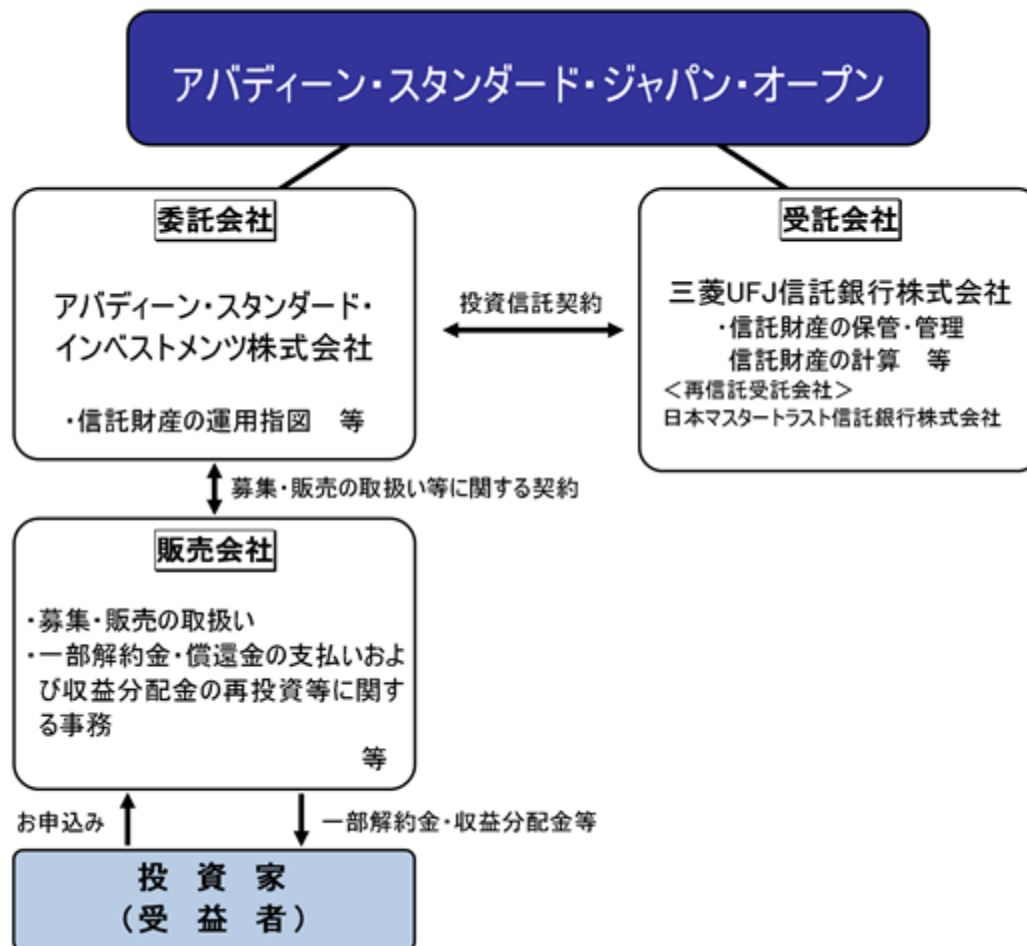 アバディーン・スタンダード・ジャパン・オープン
委託会社
アバディーン・スタンダード・
インベストメンツ株式会社
・信託財産の運用指図　等
投資信託契約
受託会社
三菱UFJ信託銀行株式会社
・信託財産の保管・管理
信託財産の計算　等
＜再信託受託会社＞
日本マスタートラスト信託銀行株式会社
募集・販売の取扱い等に関する契約
販売会社
・募集・販売の取扱い
・一部解約金・償還金の支払いおよ
び収益分配金の再投資等に関す
る事務
等
お申込み
一部解約金・収益分配金等
投　資　家
（受　益　者）